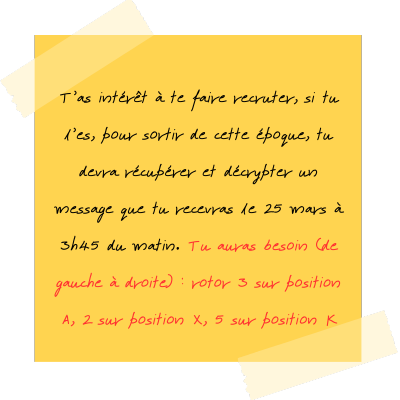 T'as intérêt à te faire recruter, si tu
l'es, pour sortir de cette époque, tu
devra récupérer et décrypter un
message que tu recevras le 25 mars à
3h45 du matin. Tu auras besoin (de
gauche à droite) : rotor 3 sur position
A, 2 sur position X, 5 sur position K